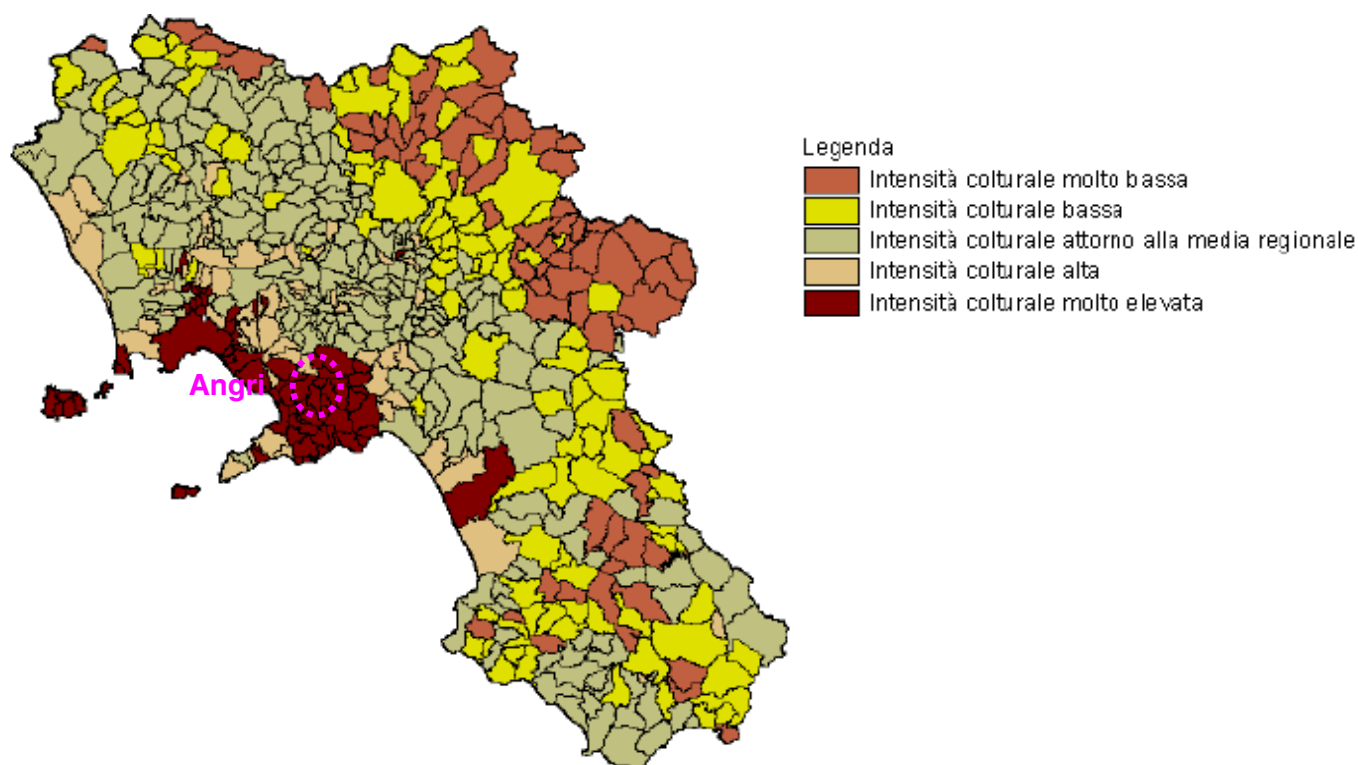 Legenda
Intensità colturale molto bassa
Intensità colturale bassa
Intensità colturale attorno alla media regionale
Intensità colturale alta
Intensità colturale molto elevata
Angri